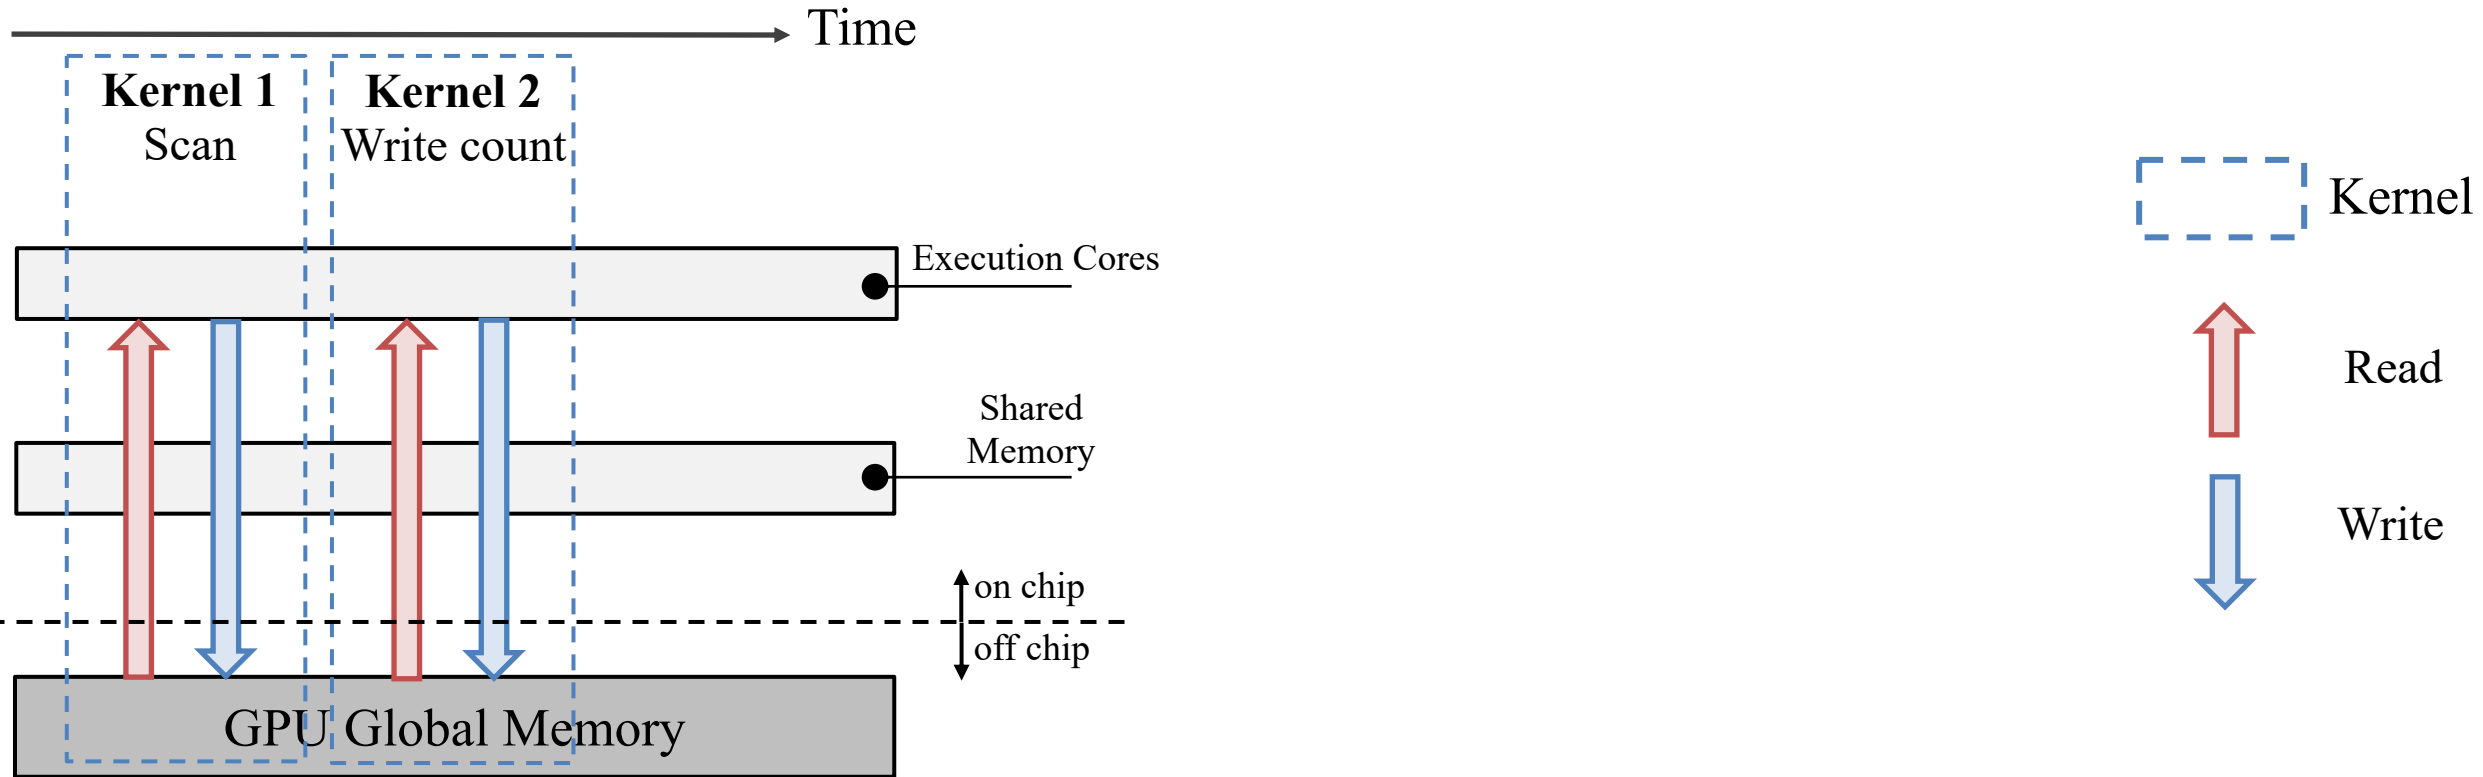 Time
Kernel 1
Scan
Kernel 2
Write count
Execution Cores
Shared
Memory
on chip
off chip
GPU Global Memory
Kernel
Read
Write